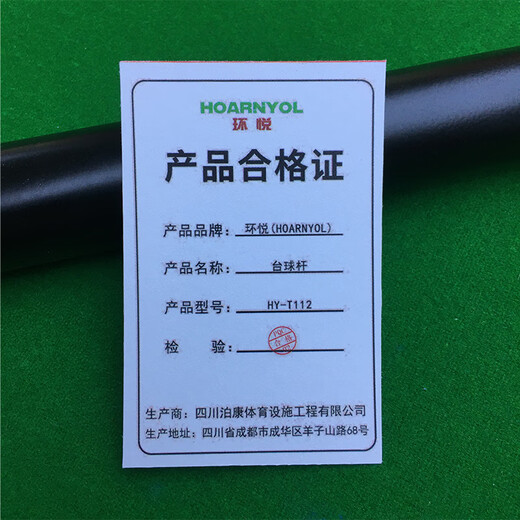 HOARNYOL
环悦
产品合格证
产品品牌：环悦(HOARNYOL)
产品名称：台球杆
产品型号：HY-T112
检 验：
合格
生产商：四川泊康体育设施工程有限公司
生产地址：四川省成都市成华区羊子山路68号